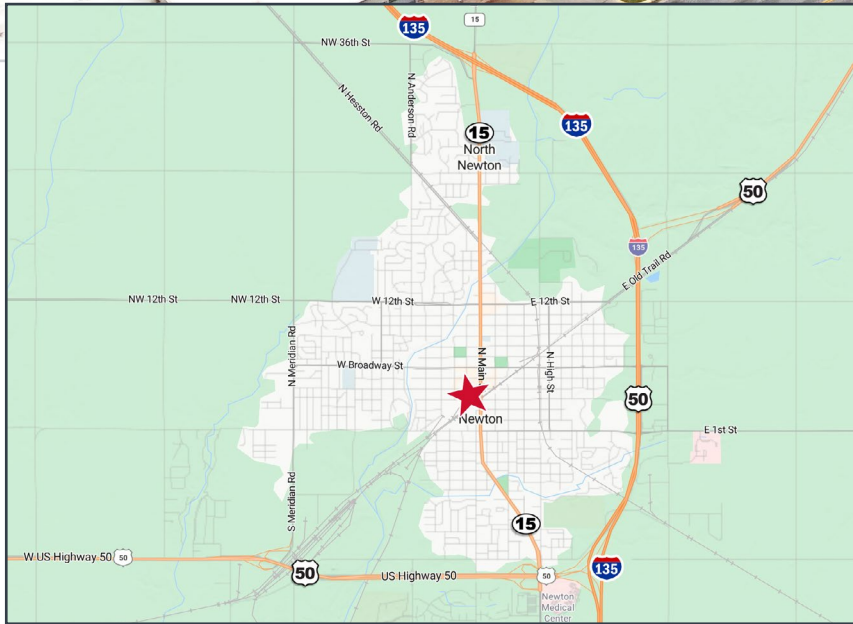 15
135
NW 36th St
N Anderson Rd
N Hesston Rd
135
15
North
Newton
50
135
E Old Trail Rd
NW 12th St
NW 12th St
W 12th St
E 12th St
N Meridian Rd
N Main
N High St
W Broadway St
50
Newton
E 1st St
S Meridian Rd
15
W US Highway 50
50
50
US Highway 50
50
135
Newton
Medical
Center